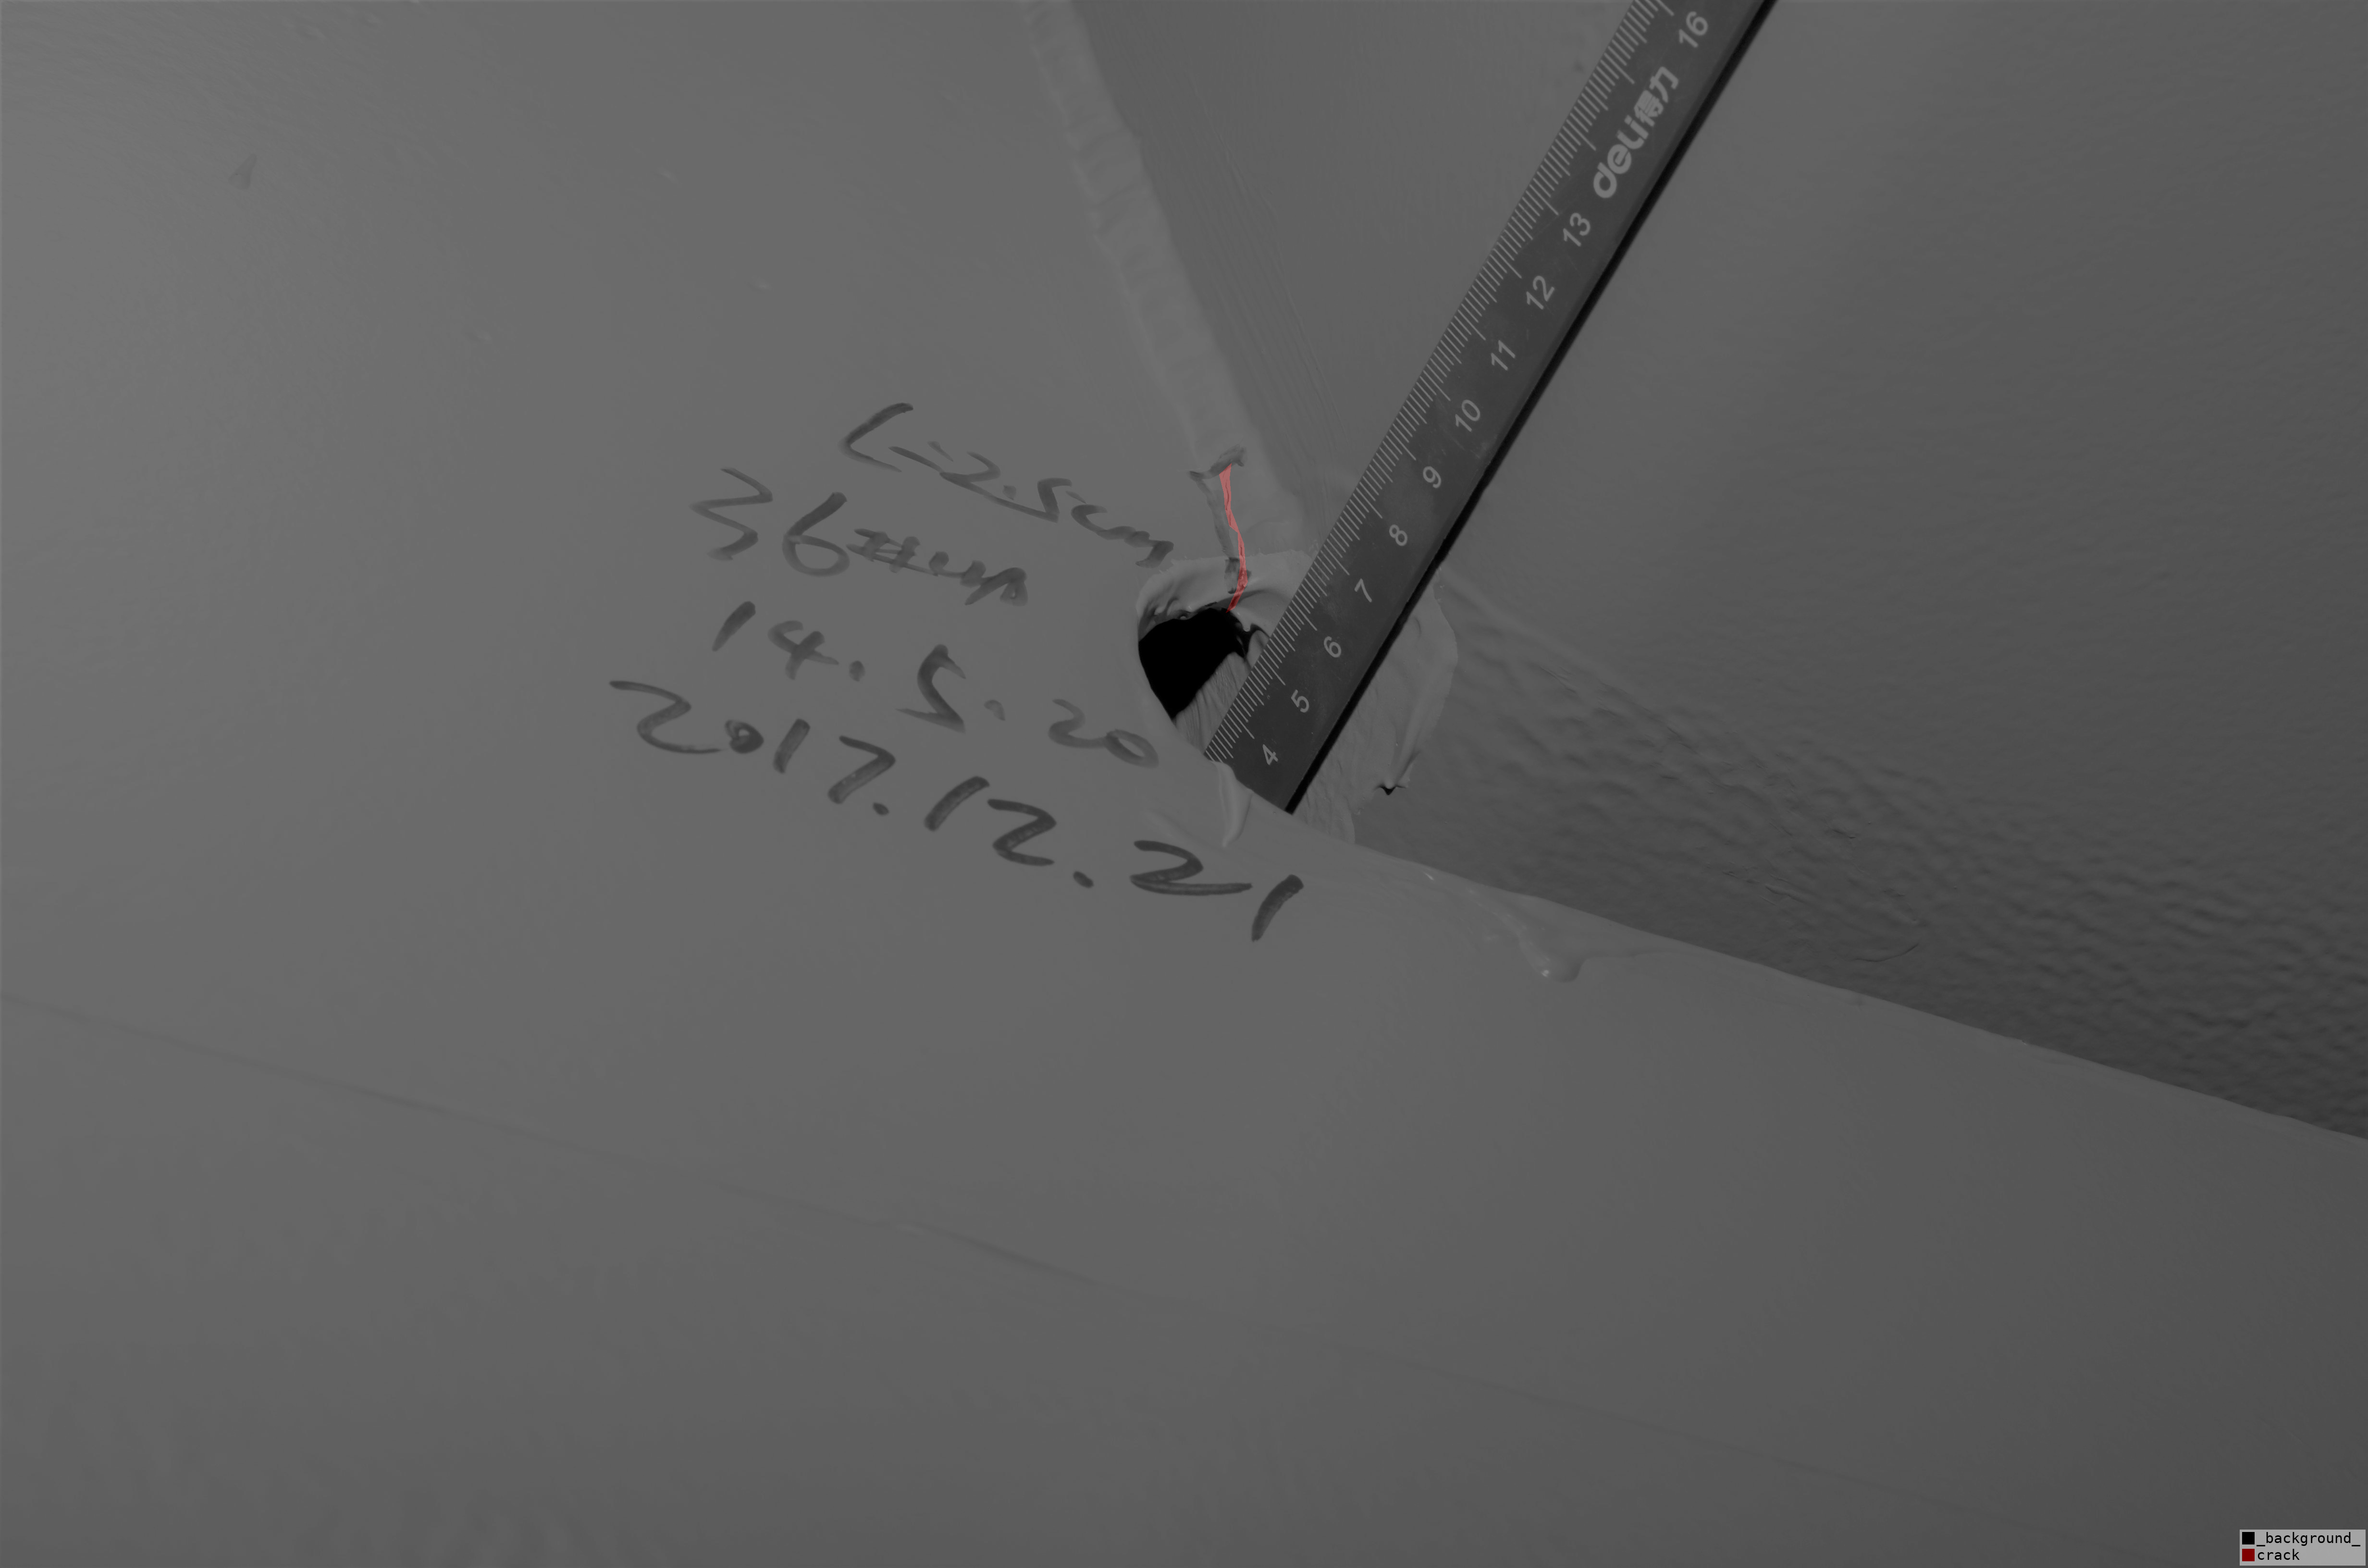 L=2.5cm
36#
14.5.20
2017.12.21
4 5 6 7 8 9 10 11 12 13 deli得力 16
_background_
crack